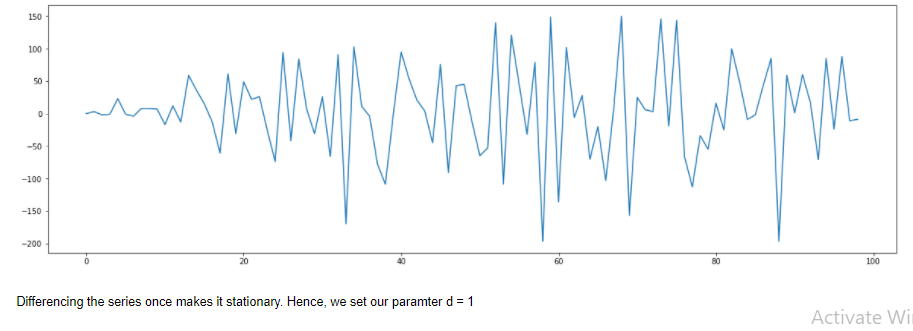 150
100
50
0
−50
−100
−150
−200
0 20 40 60 80 100
Differencing the series once makes it stationary. Hence, we set our paramter d = 1
Activate Wi